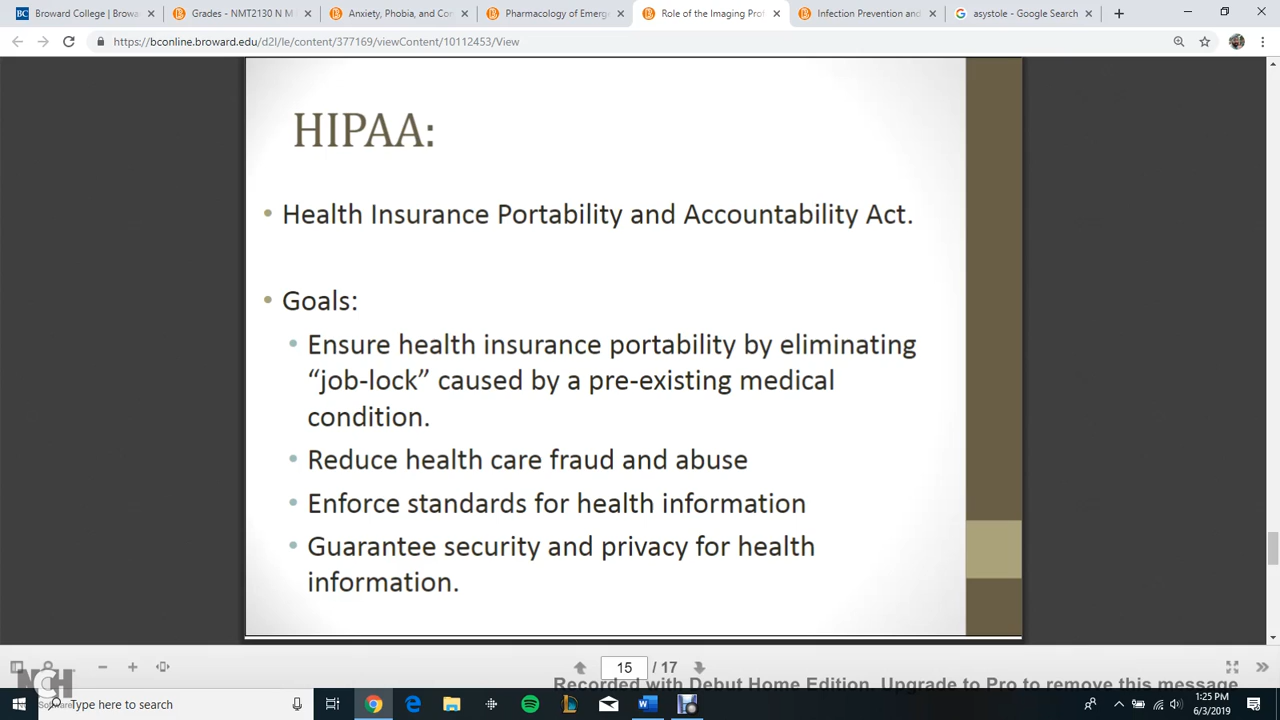 Broward College | Browa
Grades - NMT2130 N M
Anxiety, Phobia, and Con
Pharmacology of Emerg
Role of the Imaging Prof
Infection Prevention and
asystole - Google Search
https://bconline.broward.edu/d2l/le/content/377169/viewContent/10112453/View
HIPAA:
• Health Insurance Portability and Accountability Act.
• Goals:
• Ensure health insurance portability by eliminating
“job-lock” caused by a pre-existing medical
condition.
• Reduce health care fraud and abuse
• Enforce standards for health information
• Guarantee security and privacy for health
information.
15 / 17
NCH
Software
Recorded with Debut Home Edition. Upgrade to Pro to remove this message
Type here to search
1:25 PM
6/3/2019